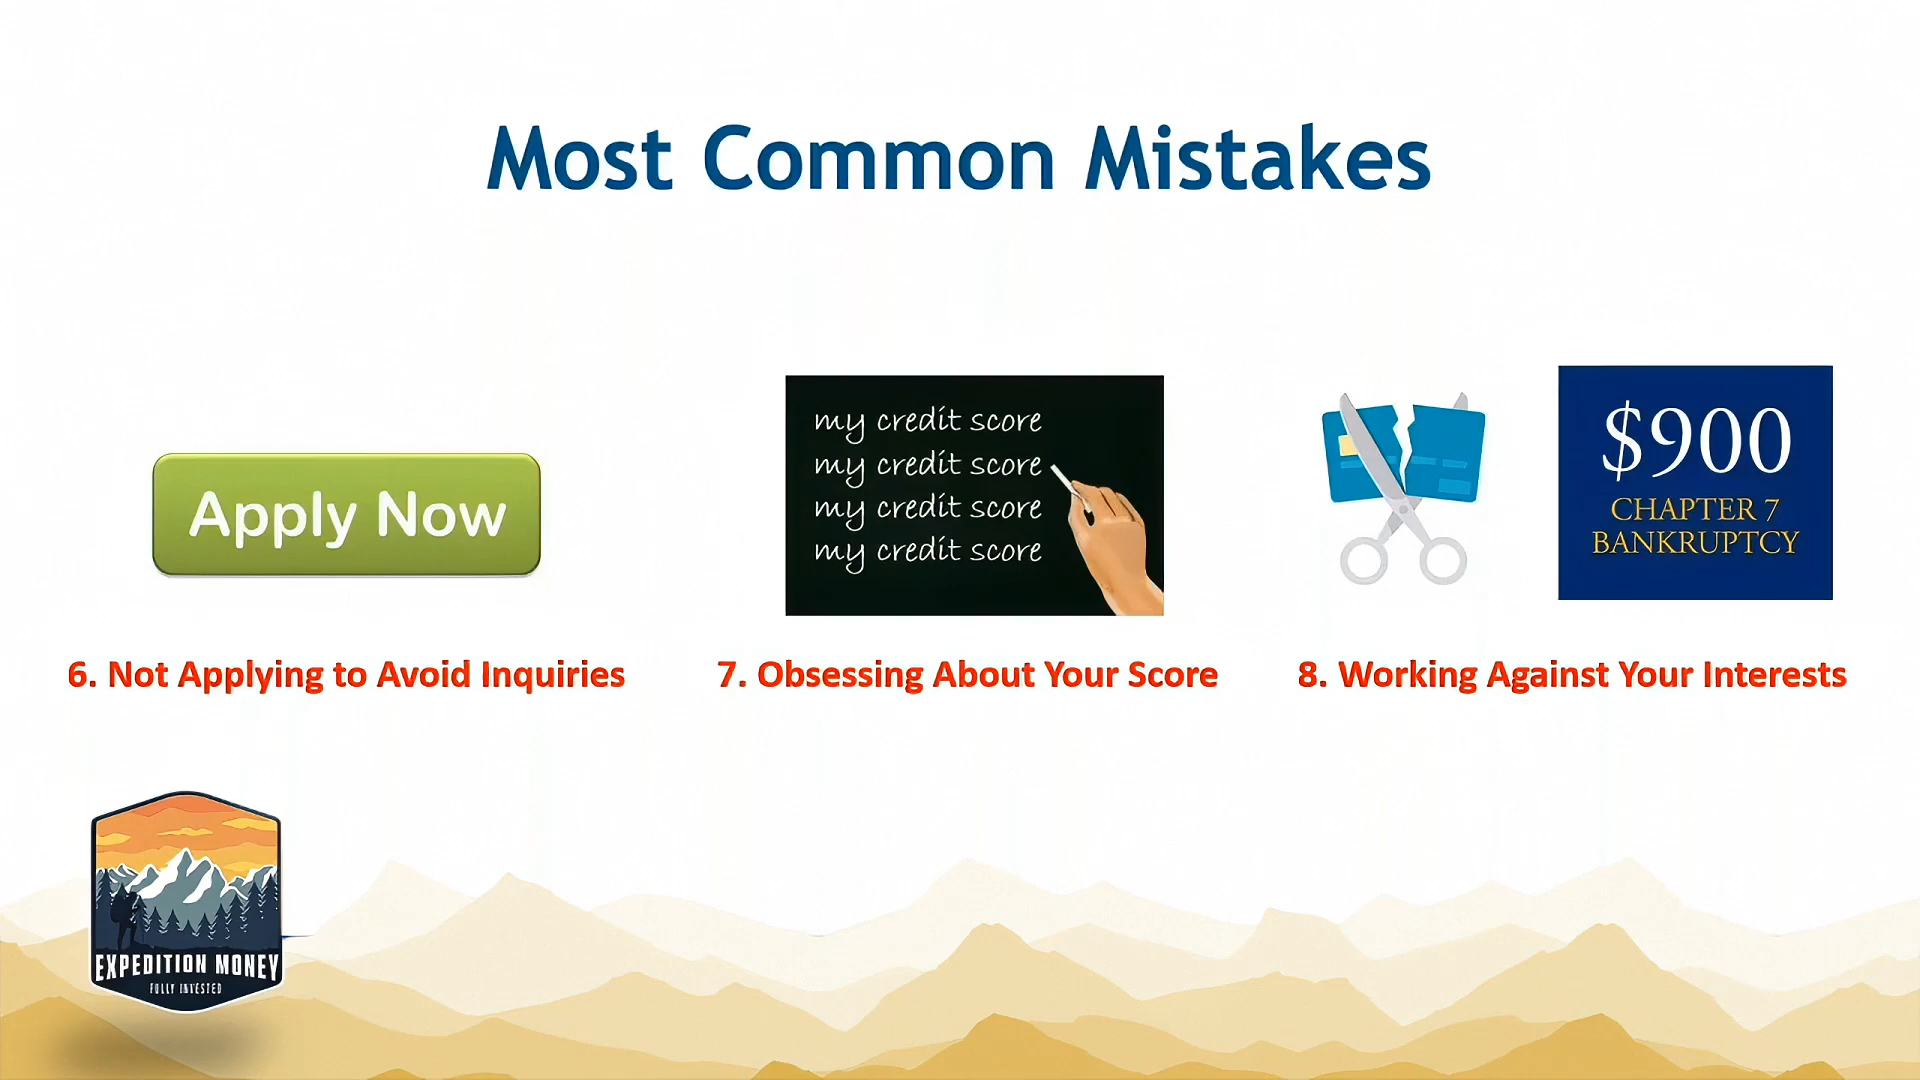 Most Common Mistakes
Apply Now
my credit score
my credit score
my credit score
my credit score
$900
CHAPTER 7
BANKRUPTCY
6. Not Applying to Avoid Inquiries
7. Obsessing About Your Score
8. Working Against Your Interests
EXPEDITION MONEY
FULLY INVESTED